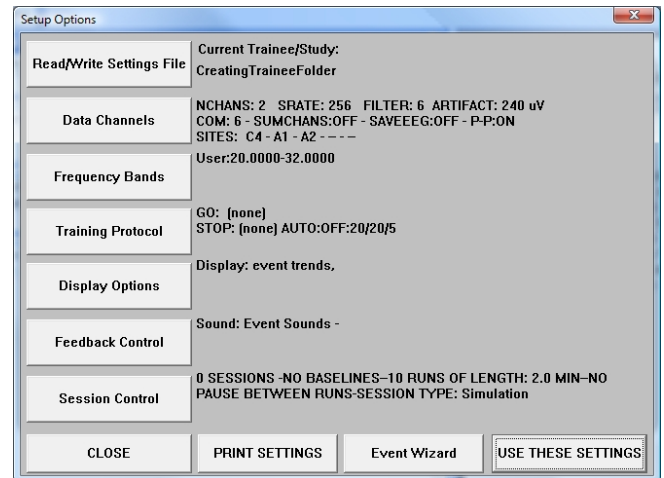 Setup Options
Read/Write Settings File
Current Trainee/Study:
CreatingTraineeFolder
Data Channels
NCHANS: 2 SRATE: 256 FILTER: 6 ARTIFACT: 240 uV
COM: 6 - SUMCHANS:OFF - SAVEEEG:OFF - P-P:ON
SITES: C4 - A1 - A2 - -- - --
Frequency Bands
User:20.0000-32.0000
Training Protocol
GO: (none)
STOP: (none) AUTO:OFF:20/20/5
Display Options
Display: event trends,
Feedback Control
Sound: Event Sounds -
Session Control
0 SESSIONS -NO BASELINES--10 RUNS OF LENGTH: 2.0 MIN--NO
PAUSE BETWEEN RUNS-SESSION TYPE: Simulation
CLOSE
PRINT SETTINGS
Event Wizard
USE THESE SETTINGS